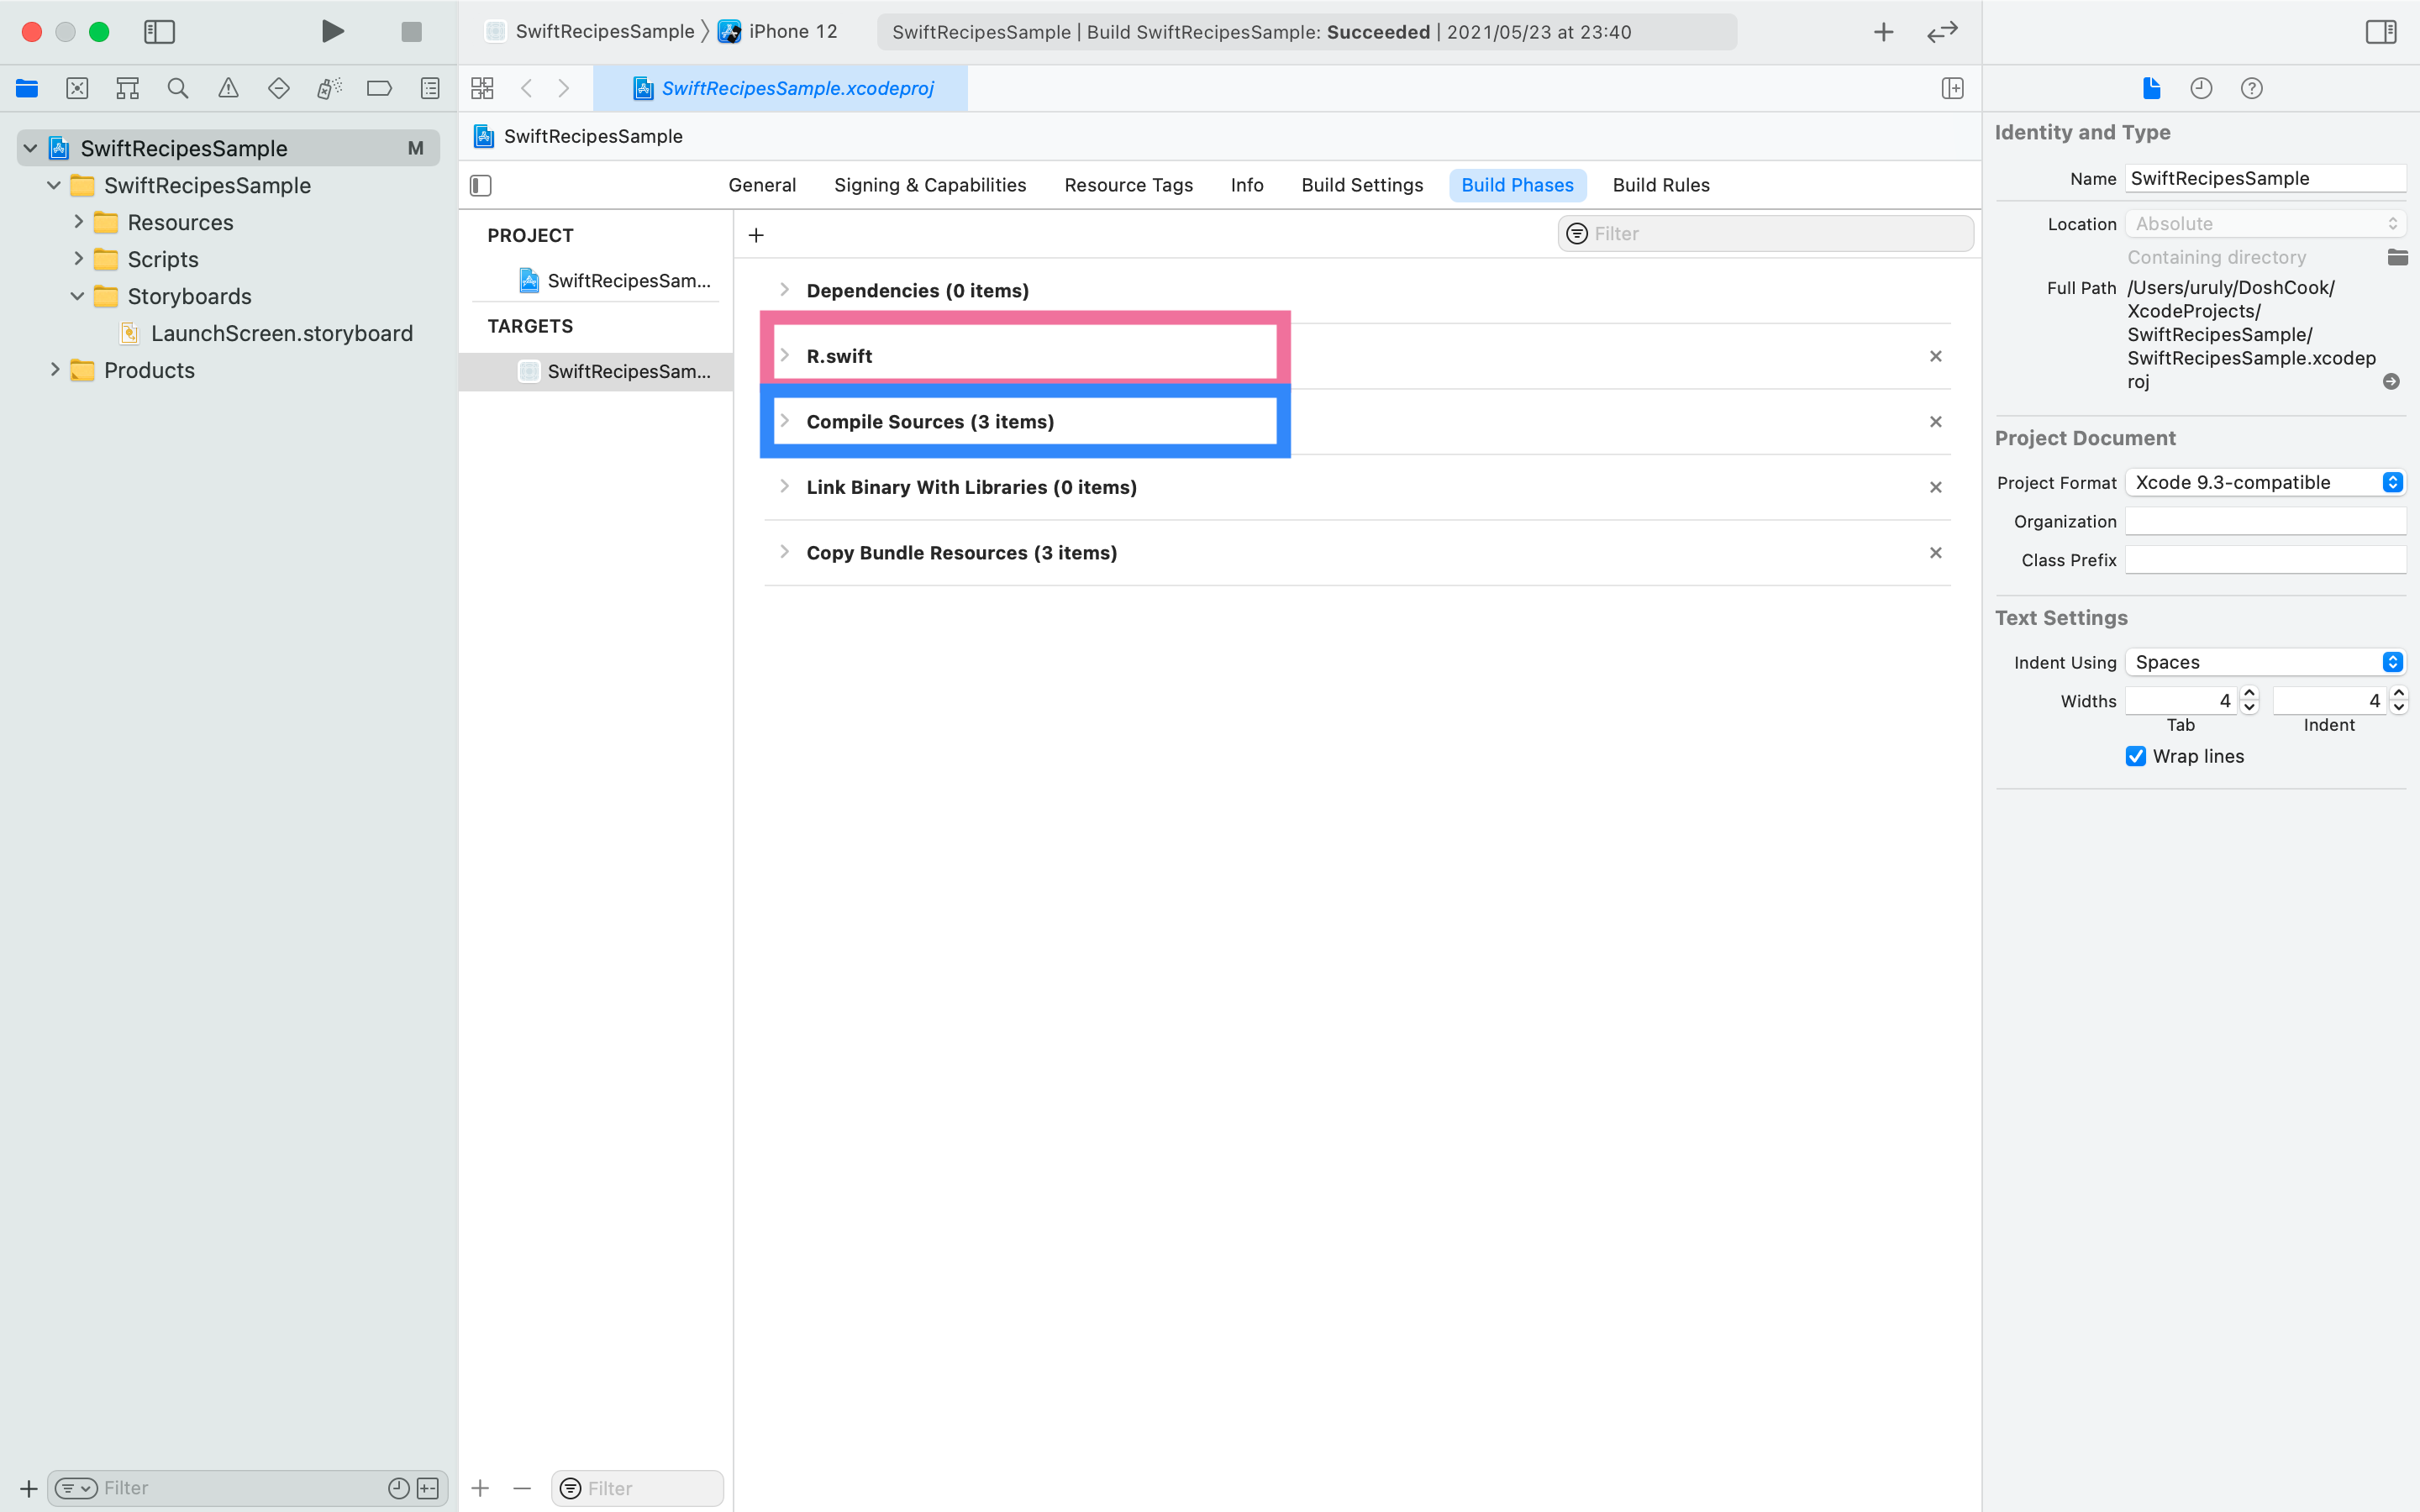 SwiftRecipesSample
iPhone 12
SwiftRecipesSample | Build SwiftRecipesSample: Succeeded | 2021/05/23 at 23:40
SwiftRecipesSample.xcodeproj
SwiftRecipesSample M
SwiftRecipesSample
Resources
Scripts
Storyboards
LaunchScreen.storyboard
Products
Filter
SwiftRecipesSample
General Signing & Capabilities Resource Tags Info Build Settings Build Phases Build Rules
PROJECT
SwiftRecipesSam...
TARGETS
SwiftRecipesSam...
Filter
Filter
Dependencies (0 items)
R.swift
Compile Sources (3 items)
Link Binary With Libraries (0 items)
Copy Bundle Resources (3 items)
Identity and Type
Name SwiftRecipesSample
Location Absolute
Containing directory
Full Path /Users/uruly/DoshCook/
XcodeProjects/
SwiftRecipesSample/
SwiftRecipesSample.xcodep
roj
Project Document
Project Format Xcode 9.3-compatible
Organization
Class Prefix
Text Settings
Indent Using Spaces
Widths 4 4
Tab Indent
Wrap lines